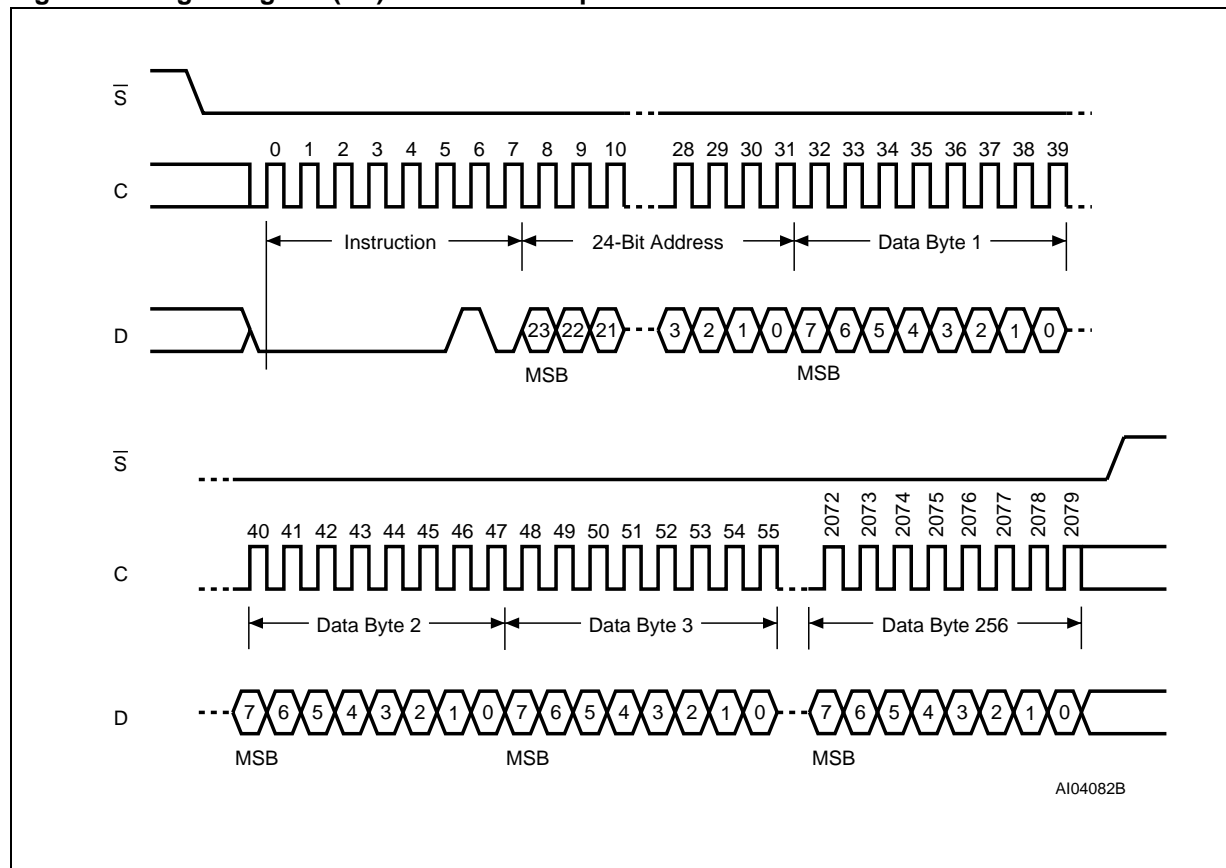 S
0 1 2 3 4 5 6 7 8 9 10 28 29 30 31 32 33 34 35 36 37 38 39
C
Instruction 24-Bit Address Data Byte 1
D 23 22 21 3 2 1 0 7 6 5 4 3 2 1 0
MSB MSB
S
2072 2073 2074 2075 2076 2077 2078 2079
40 41 42 43 44 45 46 47 48 49 50 51 52 53 54 55
C
Data Byte 2 Data Byte 3 Data Byte 256
D 7 6 5 4 3 2 1 0 7 6 5 4 3 2 1 0 7 6 5 4 3 2 1 0
MSB MSB MSB
AI04082B